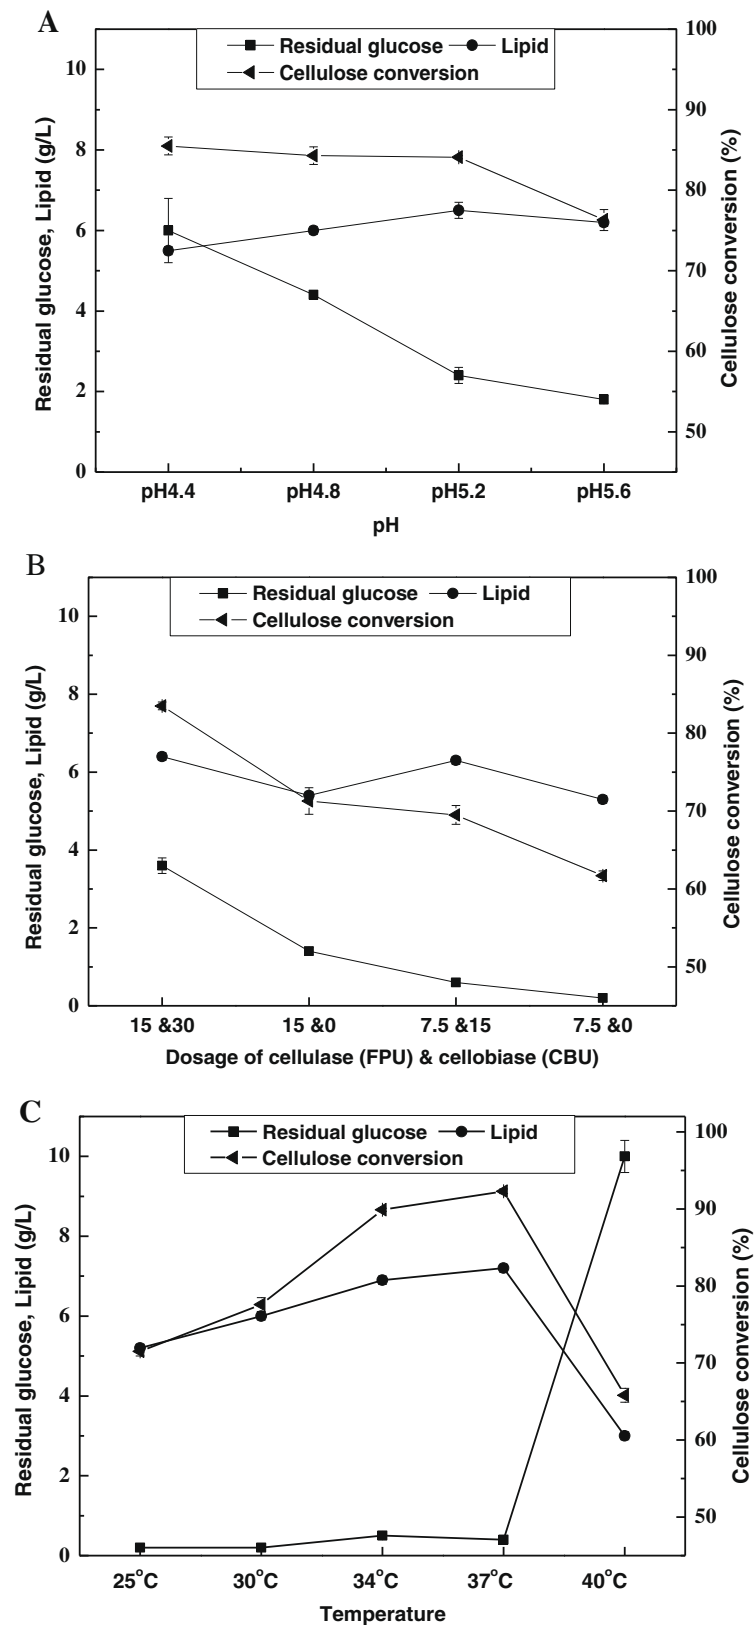 A
Residual glucose
Lipid
Cellulose conversion
Residual glucose, Lipid (g/L)
10
8
6
4
2
0
Cellulose conversion (%)
100
90
80
70
60
50
pH4.4 pH4.8 pH5.2 pH5.6
pH
B
Residual glucose
Lipid
Cellulose conversion
Residual glucose, Lipid (g/L)
10
8
6
4
2
0
Cellulose conversion (%)
100
90
80
70
60
50
15 &30 15 &0 7.5 &15 7.5 &0
Dosage of cellulase (FPU) & cellobiase (CBU)
C
Residual glucose
Lipid
Cellulose conversion
Residual glucose, Lipid (g/L)
10
8
6
4
2
0
Cellulose conversion (%)
100
90
80
70
60
50
25°C 30°C 34°C 37°C 40°C
Temperature